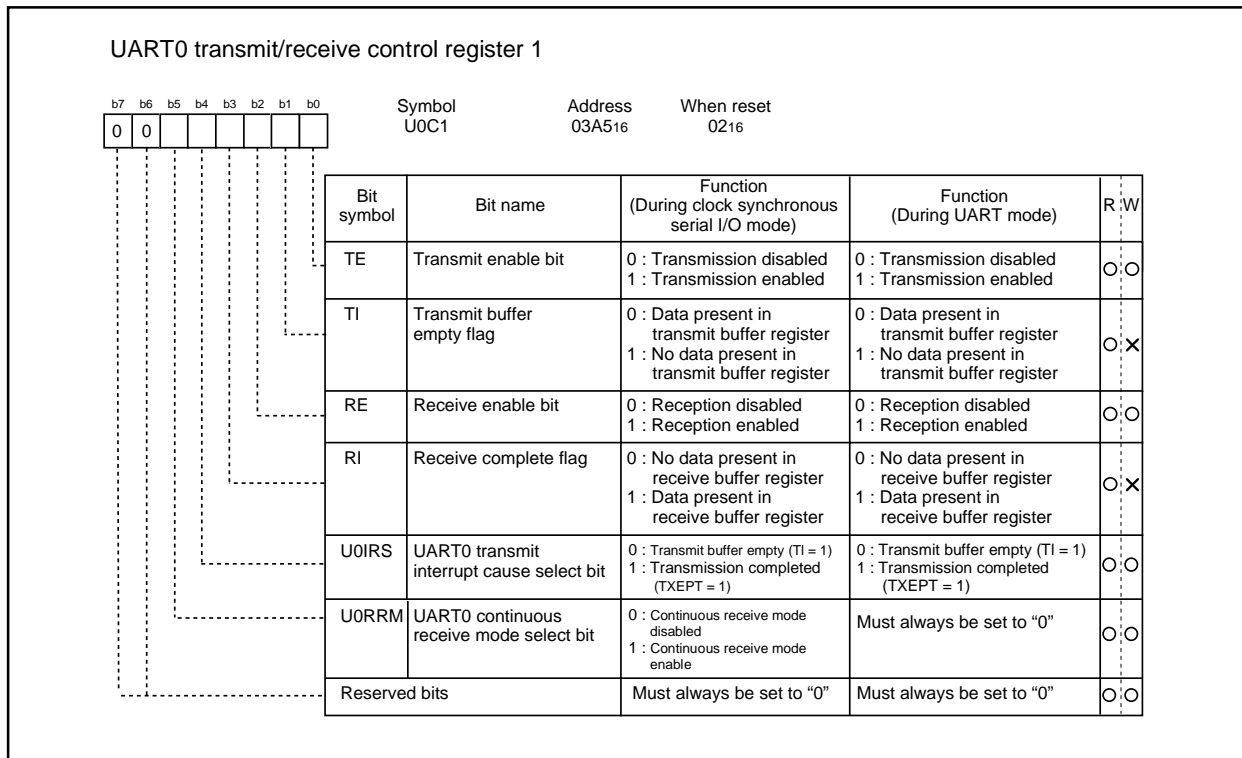 UART0 transmit/receive control register 1
b7 b6 b5 b4 b3 b2 b1 b0
0 0
Symbol Address When reset
U0C1 03A516 0216
Bit symbol
Bit name
Function
(During clock synchronous
serial I/O mode)
Function
(During UART mode)
R W
TE
Transmit enable bit
0 : Transmission disabled
1 : Transmission enabled
0 : Transmission disabled
1 : Transmission enabled
TI
Transmit buffer
empty flag
0 : Data present in
transmit buffer register
1 : No data present in
transmit buffer register
0 : Data present in
transmit buffer register
1 : No data present in
transmit buffer register
RE
Receive enable bit
0 : Reception disabled
1 : Reception enabled
0 : Reception disabled
1 : Reception enabled
RI
Receive complete flag
0 : No data present in
receive buffer register
1 : Data present in
receive buffer register
0 : No data present in
receive buffer register
1 : Data present in
receive buffer register
U0IRS
UART0 transmit
interrupt cause select bit
0 : Transmit buffer empty (TI = 1)
1 : Transmission completed
(TXEPT = 1)
0 : Transmit buffer empty (TI = 1)
1 : Transmission completed
(TXEPT = 1)
U0RRM
UART0 continuous
receive mode select bit
0 : Continuous receive mode
disabled
1 : Continuous receive mode
enable
Must always be set to “0”
Reserved bits
Must always be set to “0”
Must always be set to “0”